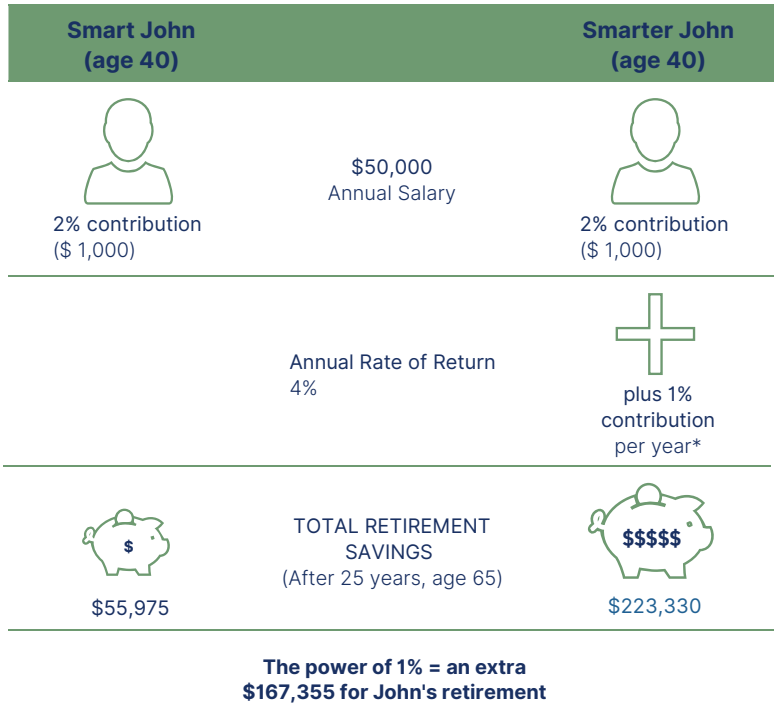 Smart John
(age 40)
Smarter John
(age 40)
2% contribution
($ 1,000)
$50,000
Annual Salary
2% contribution
($ 1,000)
Annual Rate of Return
4%
plus 1%
contribution
per year*
$
$55,975
TOTAL RETIREMENT
SAVINGS
(After 25 years, age 65)
$$$$$
$223,330
The power of 1% = an extra
$167,355 for John's retirement